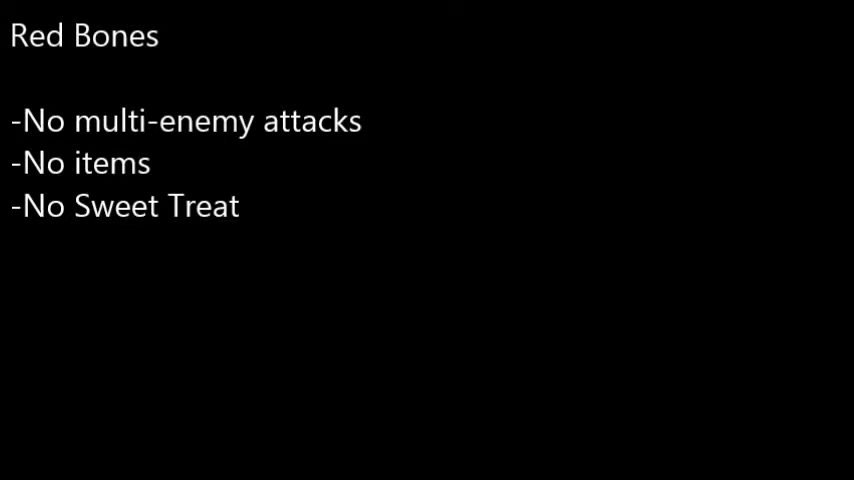 Red Bones
-No multi-enemy attacks
-No items
-No Sweet Treat